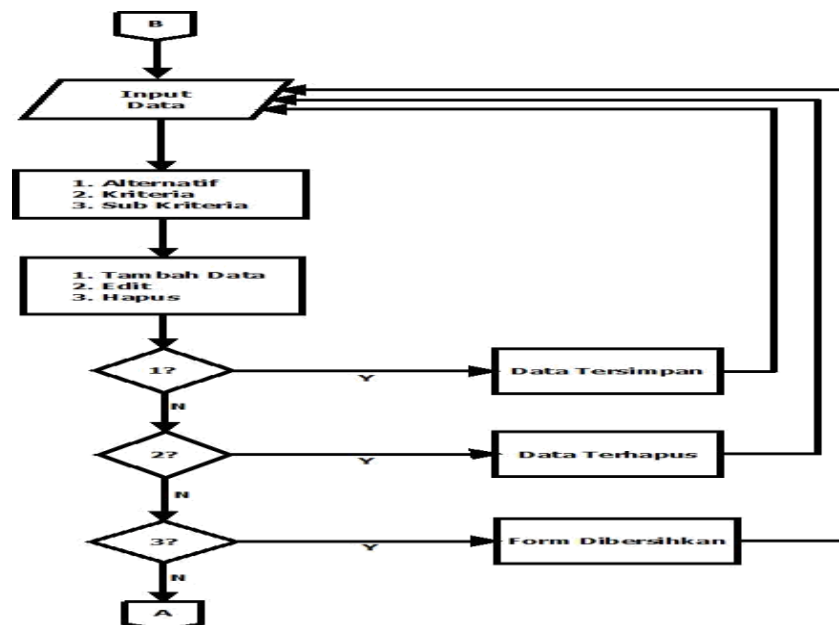 B
Input
Data
1. Alternatif
2. Kriteria
3. Sub Kriteria
1. Tambah Data
2. Edit
3. Hapus
1?
Y
Data Tersimpan
N
2?
Y
Data Terhapus
N
3?
Y
Form Dibersihkan
N
A